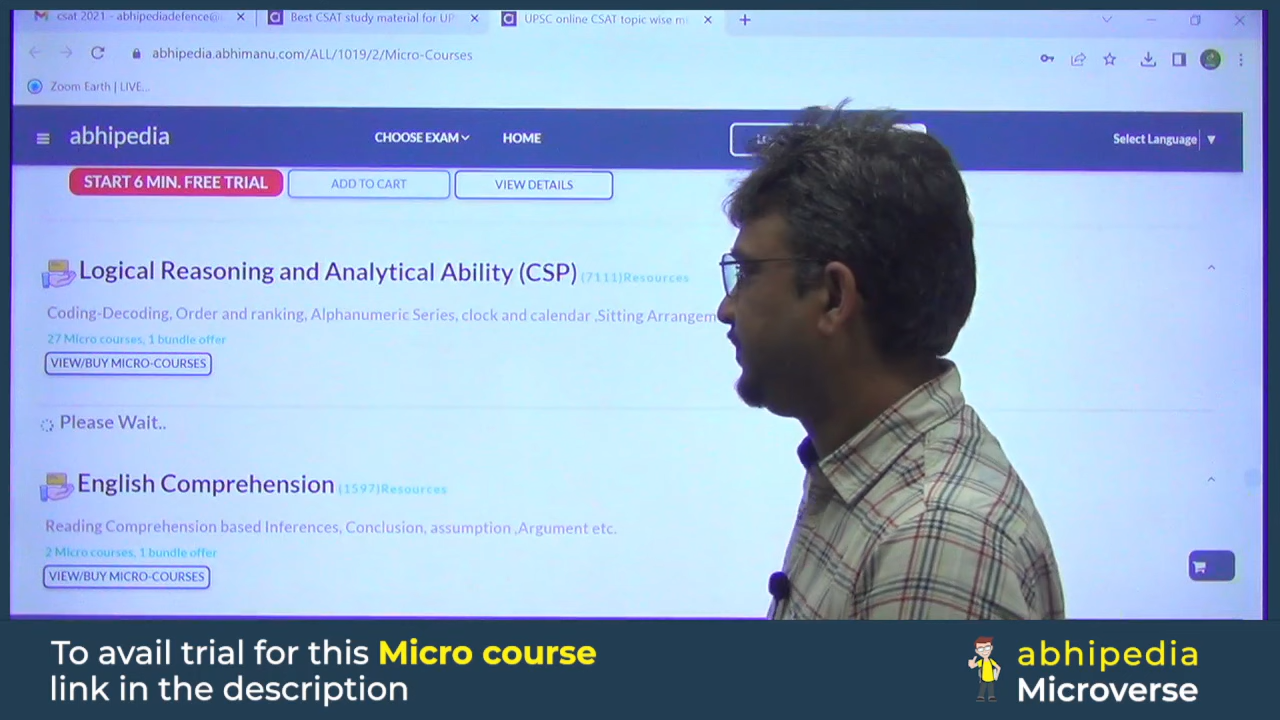 csat 2021 - abhipediadefence@
Best CSAT study material for UP
UPSC online CSAT topic wise m
abhipedia.abhimanu.com/ALL/1019/2/Micro-Courses
Zoom Earth | LIVE...
abhipedia
CHOOSE EXAM
HOME
Select Language
START 6 MIN. FREE TRIAL
ADD TO CART
VIEW DETAILS
Logical Reasoning and Analytical Ability (CSP) (7111)Resources
Coding-Decoding, Order and ranking, Alphanumeric Series, clock and calendar ,Sitting Arrangem
27 Micro courses, 1 bundle offer
VIEW/BUY MICRO-COURSES
Please Wait..
English Comprehension (1597)Resources
Reading Comprehension based Inferences, Conclusion, assumption ,Argument etc.
2 Micro courses, 1 bundle offer
VIEW/BUY MICRO-COURSES
To avail trial for this Micro course
link in the description
abhipedia
Microverse